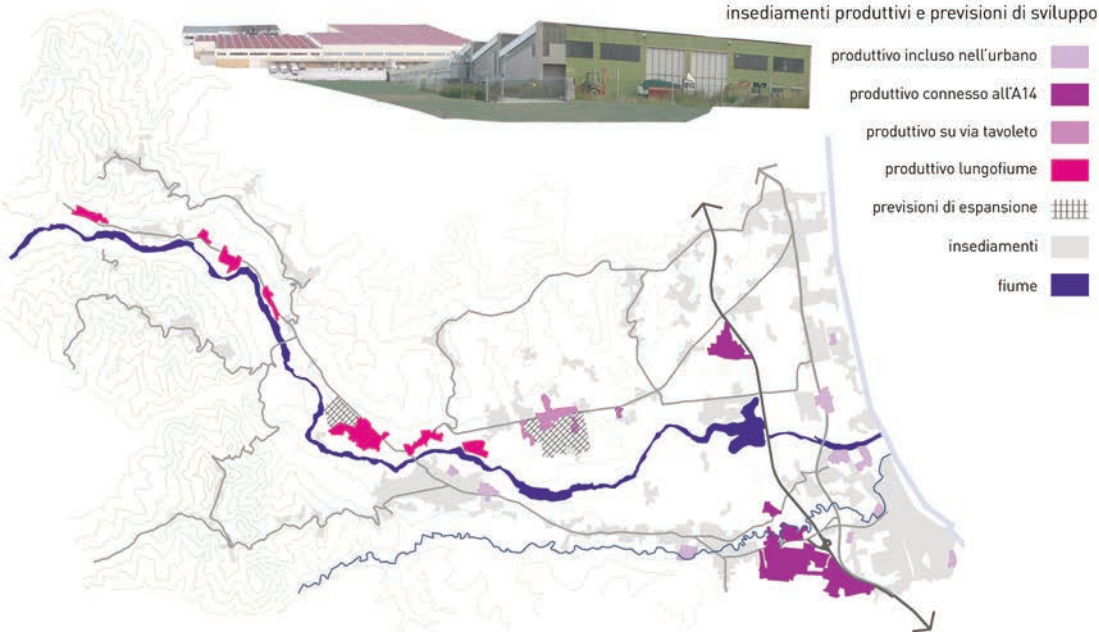 insediamenti produttivi e previsioni di sviluppo
produttivo incluso nell'urbano
produttivo connesso all'A14
produttivo su via tavoleto
produttivo lungofiume
previsioni di espansione
insediamenti
fiume